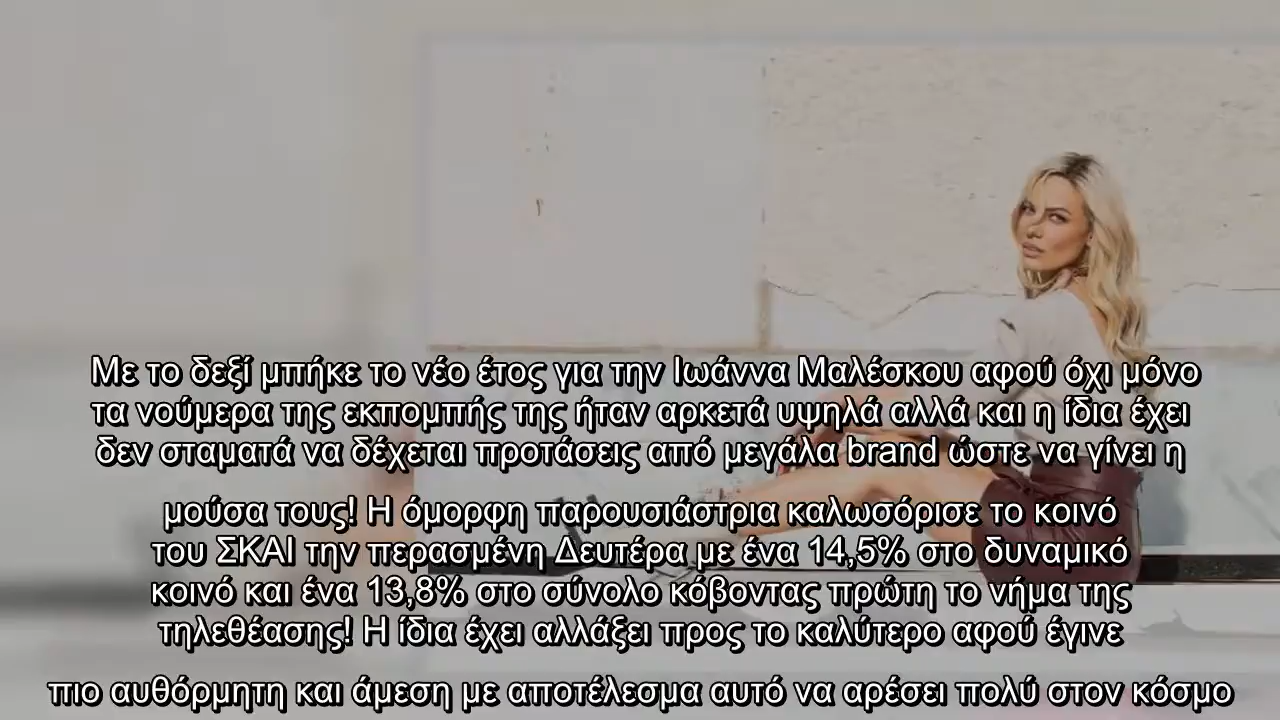 Με το δεξί μπήκε το νέο έτος για την Ιωάννα Μαλέσκου αφού όχι μόνο
τα νούμερα της εκπομπής της ήταν αρκετά υψηλά αλλά και η ίδια έχει
δεν σταματά να δέχεται προτάσεις από μεγάλα brand ώστε να γίνει η
μούσα τους! Η όμορφη παρουσιάστρια καλωσόρισε το κοινό
του ΣΚΑΙ την περασμένη Δευτέρα με ένα 14,5% στο δυναμικό
κοινό και ένα 13,8% στο σύνολο κόβοντας πρώτη το νήμα της
τηλεθέασης! Η ίδια έχει αλλάξει προς το καλύτερο αφού έγινε
πιο αυθόρμητη και άμεση με αποτέλεσμα αυτό να αρέσει πολύ στον κόσμο